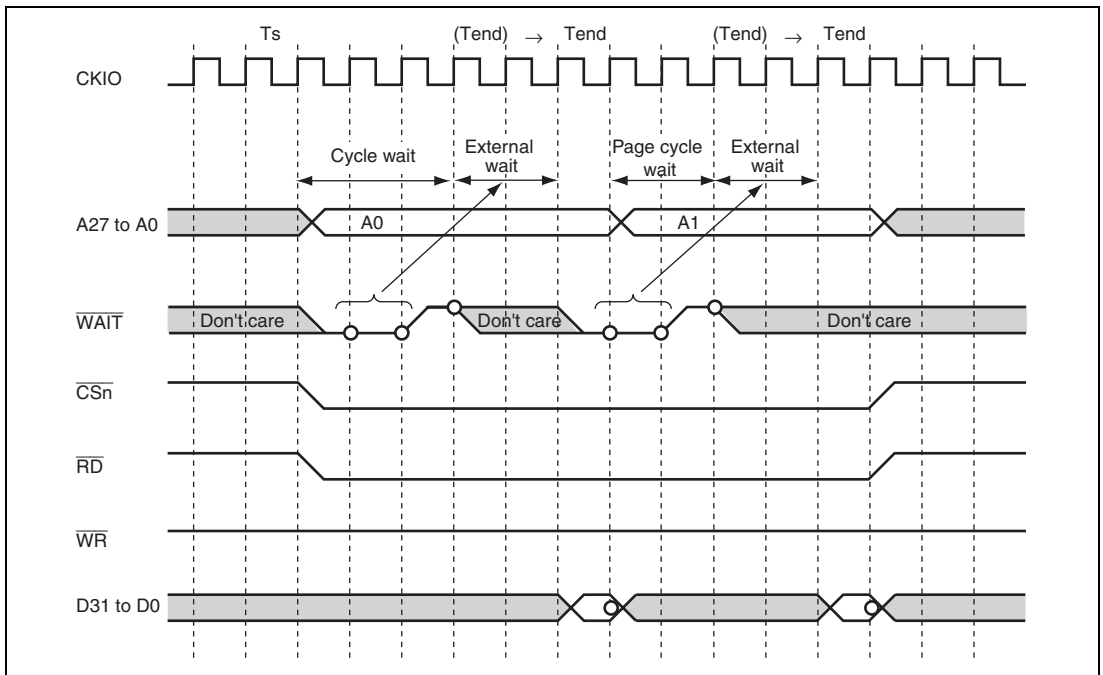 Ts (Tend) → Tend (Tend) → Tend
CKIO
Cycle wait
External wait
Page cycle wait
External wait
A27 to A0
A0
A1
WAIT
Don't care
Don't care
Don't care
CSn
RD
WR
D31 to D0